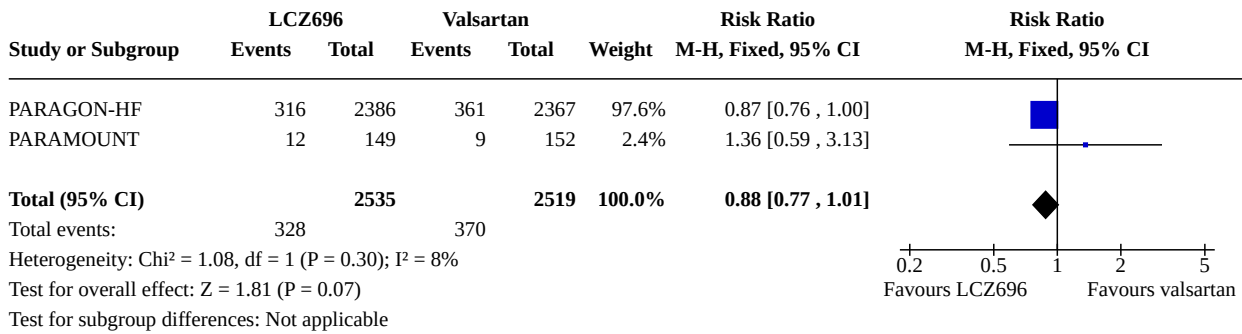 LCZ696 Valsartan Risk Ratio Risk Ratio
Study or Subgroup Events Total Events Total Weight M-H, Fixed, 95% CI M-H, Fixed, 95% CI
PARAGON-HF 316 2386 361 2367 97.6% 0.87 [0.76 , 1.00]
PARAMOUNT 12 149 9 152 2.4% 1.36 [0.59 , 3.13]
Total (95% CI) 2535 2519 100.0% 0.88 [0.77 , 1.01]
Total events: 328 370
Heterogeneity: Chi² = 1.08, df = 1 (P = 0.30); I² = 8%
0.2 0.5 1 2 5
Test for overall effect: Z = 1.81 (P = 0.07)
Favours LCZ696 Favours valsartan
Test for subgroup differences: Not applicable